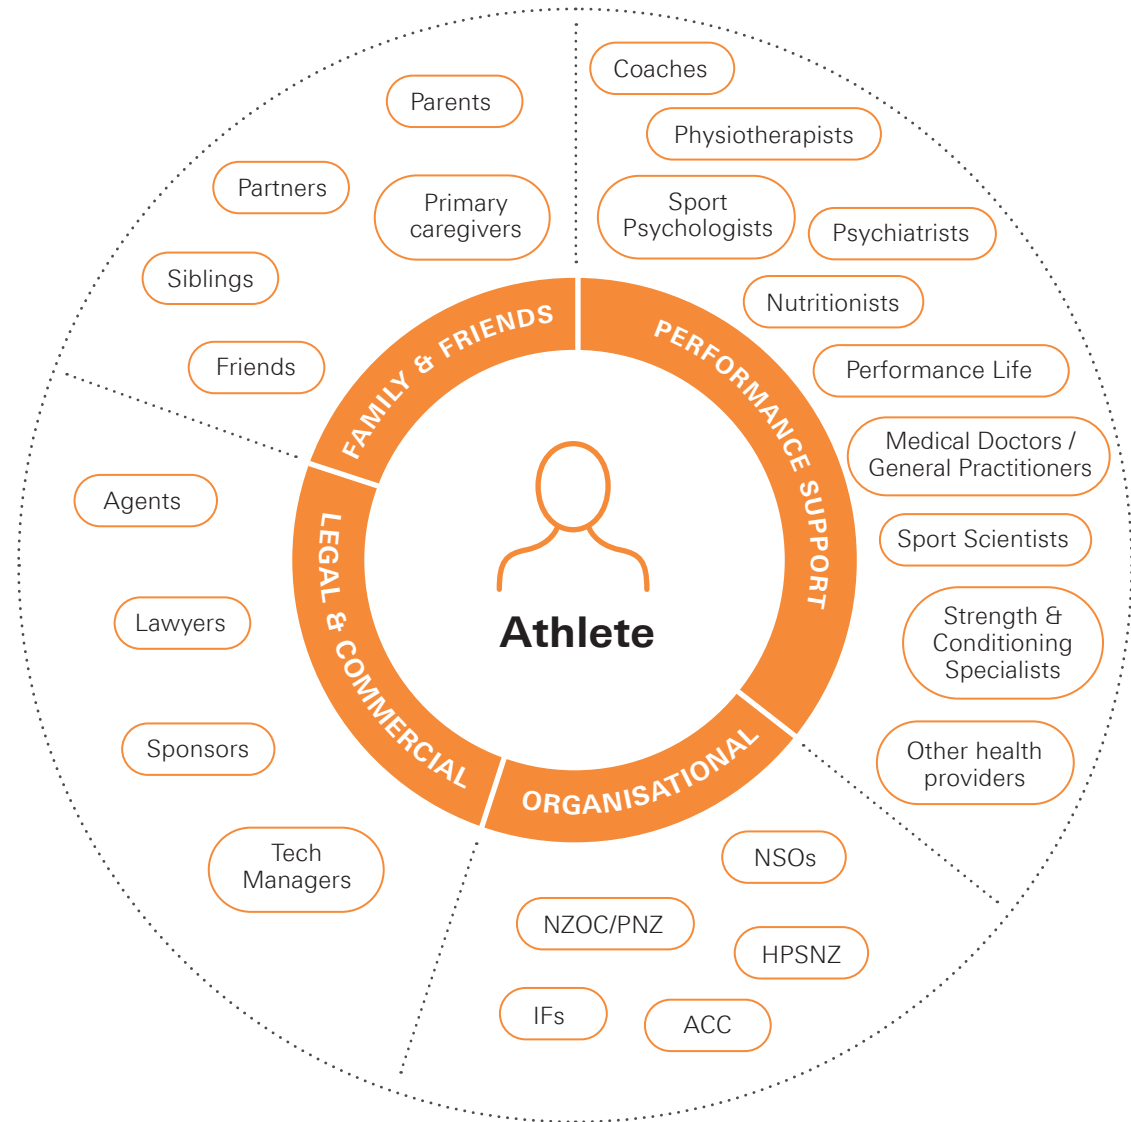 Coaches
Physiotherapists
Sport
Psychologists
Psychiatrists
Nutritionists
Performance Life
Medical Doctors /
General Practitioners
Sport Scientists
Strength &
Conditioning
Specialists
Other health
providers
PERFORMANCE SUPPORT
Parents
Partners
Primary
caregivers
Siblings
Friends
FAMILY & FRIENDS
Agents
Lawyers
Sponsors
Tech
Managers
LEGAL & COMMERCIAL
Athlete
ORGANISATIONAL
NSOs
NZOC/PNZ
HPSNZ
IFs
ACC